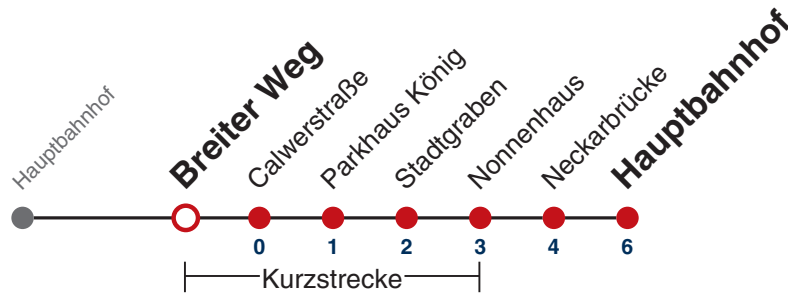 Hauptbahnhof
Breiter Weg
Calwerstraße
Parkhaus König
Stadtgraben
Nonnenhaus
Neckarbrücke
Hauptbahnhof
0 1 2 3 4 6
Kurzstrecke